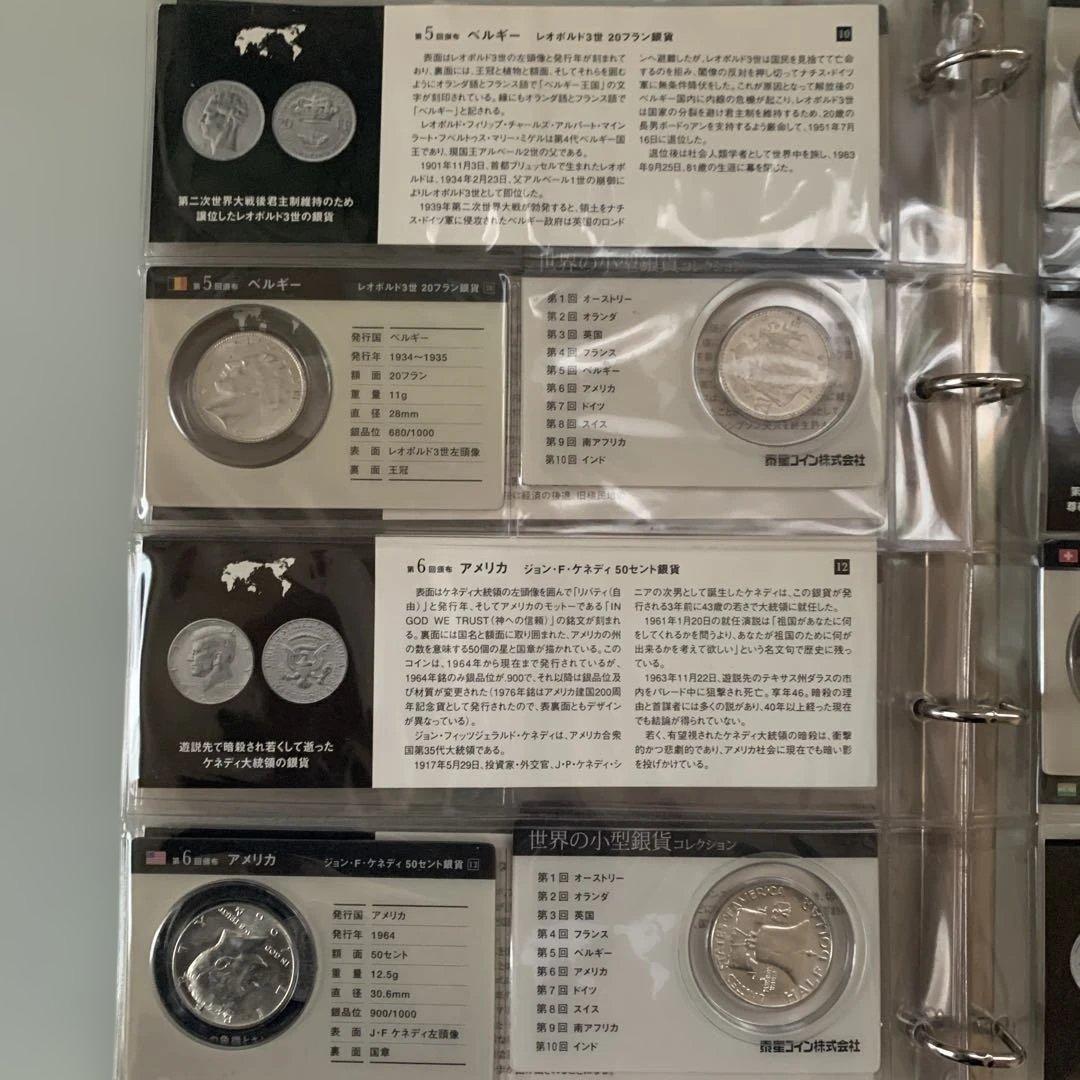 第5回頒布 ベルギー レオポルド3世 20フラン銀貨 10
表面はレオポルド3世の左頭像と発行年が刻まれて
おり、裏面には、王冠と植物と額面、そしてそれらを囲む
ようにオランダ語とフランス語で「ベルギー王国」の文
字が刻印されている。縁にもオランダ語とフランス語で
「ベルギー」と記される。
レオポルド・フィリップ・チャールズ・アルバート・マイン
ラート・フベルトゥス・マリー・ミゲルは第4代ベルギー国
王であり、現国王アルベール2世の父である。
1901年11月3日、首都ブリュッセルで生まれたレオポ
ルドは、1934年2月23日、父アルベール1世の崩御に
よりレオポルド3世として即位した。
1939年第二次世界大戦が勃発すると、領土をナチ
ス・ドイツ軍に侵攻されたベルギー政府は英国のロンド
ンへ避難したが、レオポルド3世は国民を見捨てて亡命
するのを拒み、閣僚の反対を押し切ってナチス・ドイツ
軍に無条件降伏をした。これが原因となって解放後の
ベルギー国内に内線の危機が起こり、レオポルド3世
は国家の分裂を避け君主制を維持するため、20歳の
長男ボードゥアンを支持するよう厳命して、1951年7月
16日に退位した。
退位後は社会人類学者として世界中を旅し、1983
年9月25日、81歳の生涯に幕を閉じた。
第二次世界大戦後君主制維持のため
譲位したレオポルド3世の銀貨
第5回頒布 ベルギー レオポルド3世 20フラン銀貨 10
発行国 ベルギー
発行年 1934〜1935
額面 20フラン
重量 11g
直径 28mm
銀品位 680/1000
表面 レオポルド3世左頭像
裏面 王冠
世界の小型銀貨コレクション
第1回 オーストリー
第2回 オランダ
第3回 英国
第4回 フランス
第5回 ベルギー
第6回 アメリカ
第7回 ドイツ
第8回 スイス
第9回 南アフリカ
第10回 インド
泰星コイン株式会社
第6回頒布 アメリカ ジョン・F・ケネディ 50セント銀貨 12
表面はケネディ大統領の左頭像を囲んで「リバティ(自
由)」と発行年、そしてアメリカのモットーである「IN
GOD WE TRUST(神への信頼)」の銘文が刻まれ
る。裏面には国名と額面に取り囲まれた、アメリカの州
の数を意味する50個の星と国章が描かれている。この
コインは、1964年から現在まで発行されているが、
1964年銘のみ銀品位が.900で、それ以降は銀品位及
び材質が変更された(1976年銘はアメリカ建国200周
年記念貨として発行されたので、表裏面ともデザイン
が異なっている)。
ジョン・フィッツジェラルド・ケネディは、アメリカ合衆
国第35代大統領である。
1917年5月29日、投資家・外交官、J・P・ケネディ・シ
ニアの次男として誕生したケネディは、この銀貨が発
行される3年前に43歳の若さで大統領に就任した。
1961年1月20日の就任演説は「祖国があなたに何
をしてくれるかを問うより、あなたが祖国のために何が
出来るかを考えて欲しい」という名文句で歴史に残っ
ている。
1963年11月22日、遊説先のテキサス州ダラスの市
内をパレード中に狙撃され死亡。享年46。暗殺の理
由と首謀者には多くの説があり、40年以上経った現在
でも結論が得られていない。
若く、有望視されたケネディ大統領の暗殺は、衝撃
的かつ悲劇的であり、アメリカ社会に現在でも暗い影
を投げかけている。
遊説先で暗殺され若くして逝った
ケネディ大統領の銀貨
第6回頒布 アメリカ ジョン・F・ケネディ 50セント銀貨 12
発行国 アメリカ
発行年 1964
額面 50セント
重量 12.5g
直径 30.6mm
銀品位 900/1000
表面 J・F ケネディ左頭像
裏面 国章
世界の小型銀貨コレクション
第1回 オーストリー
第2回 オランダ
第3回 英国
第4回 フランス
第5回 ベルギー
第6回 アメリカ
第7回 ドイツ
第8回 スイス
第9回 南アフリカ
第10回 インド
泰星コイン株式会社